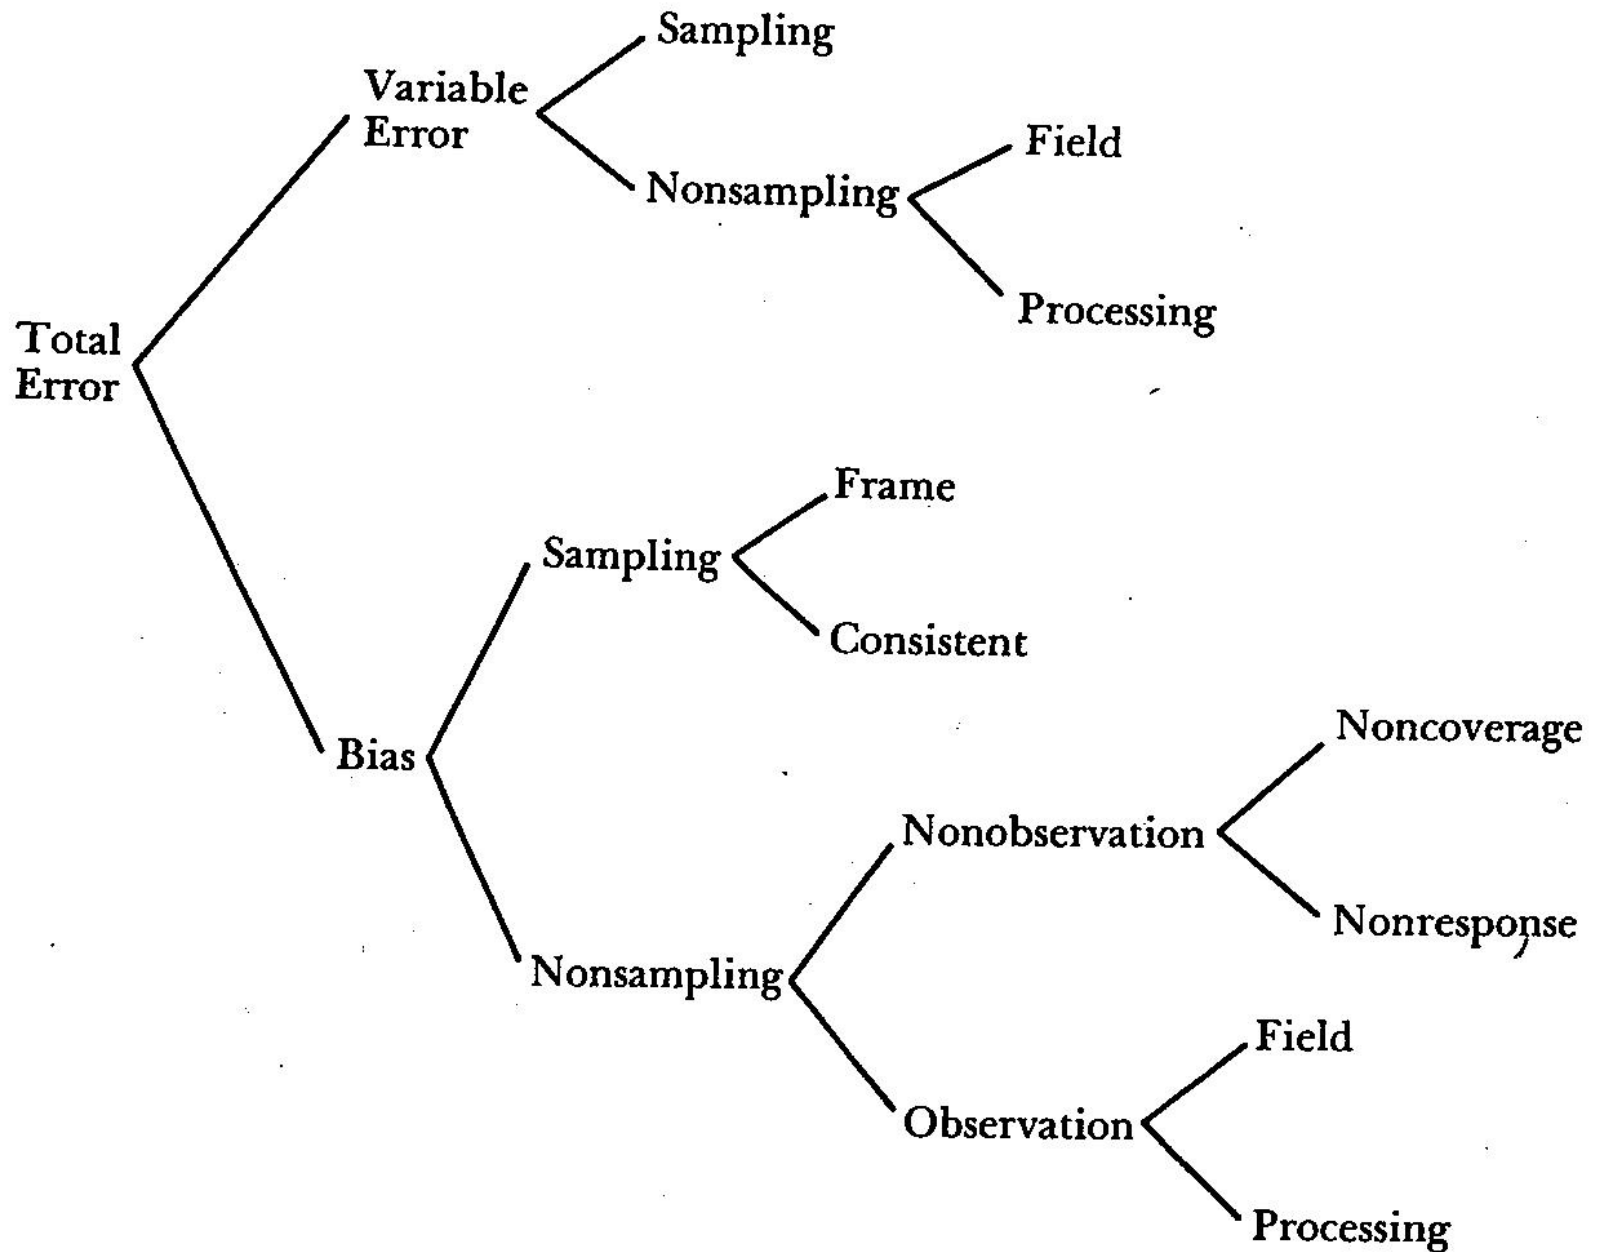 Sampling
Variable
Error
Field
Nonsampling
Processing
Total
Error
Frame
Sampling
Consistent
Noncoverage
Bias
Nonobservation
Nonresponse
Nonsampling
Field
Observation
Processing